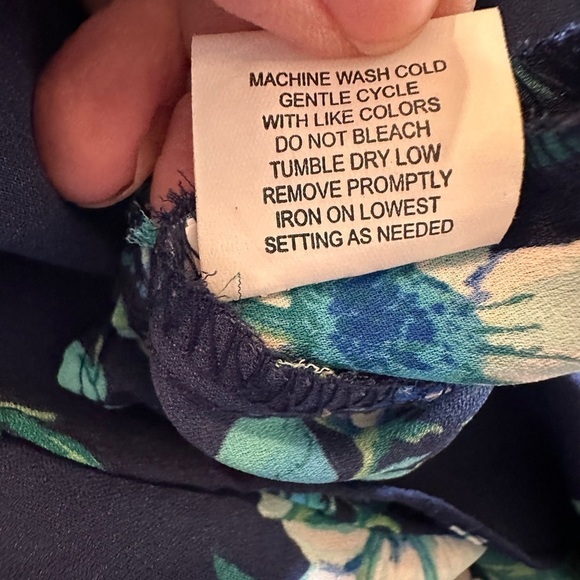 MACHINE WASH COLD
GENTLE CYCLE
WITH LIKE COLORS
DO NOT BLEACH
TUMBLE DRY LOW
REMOVE PROMPTLY
IRON ON LOWEST
SETTING AS NEEDED